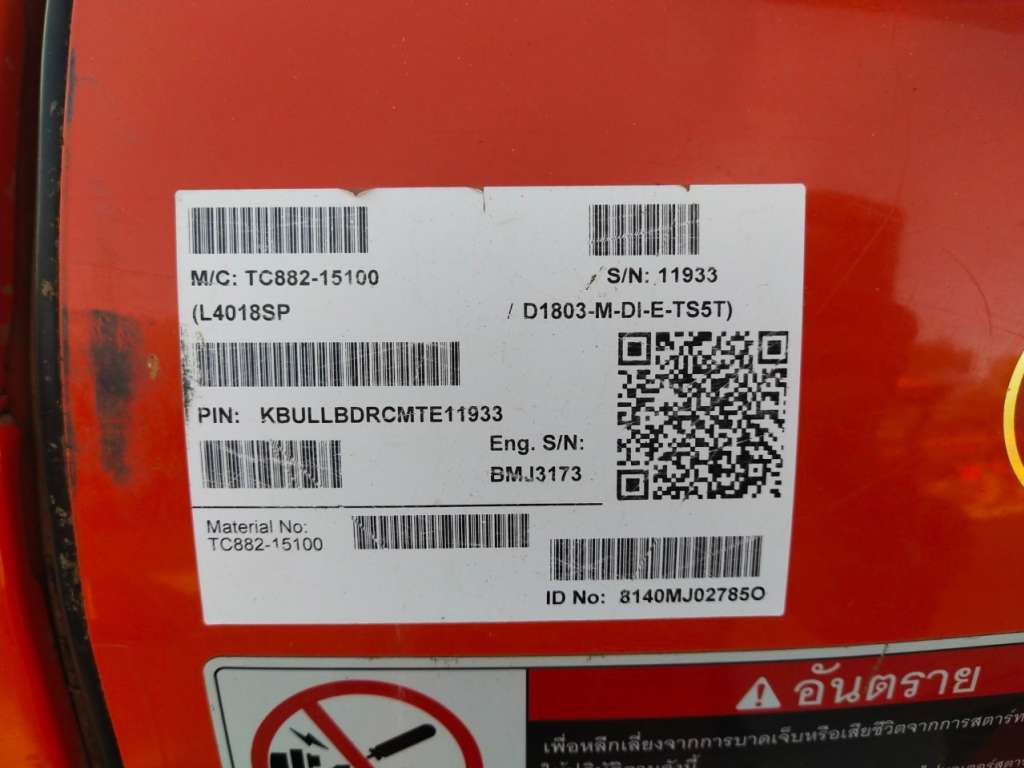 M/C: TC882-15100
S/N: 11933
(L4018SP / D1803-M-DI-E-TS5T)
PIN: KBULLBDRCMTE11933
Eng. S/N:
BMJ3173
Material No:
TC882-15100
ID No: 8140MJ02785O
อันตราย
เพื่อหลีกเลี่ยงจากการบาดเจ็บหรือเสียชีวิตจากการสตาร์ท